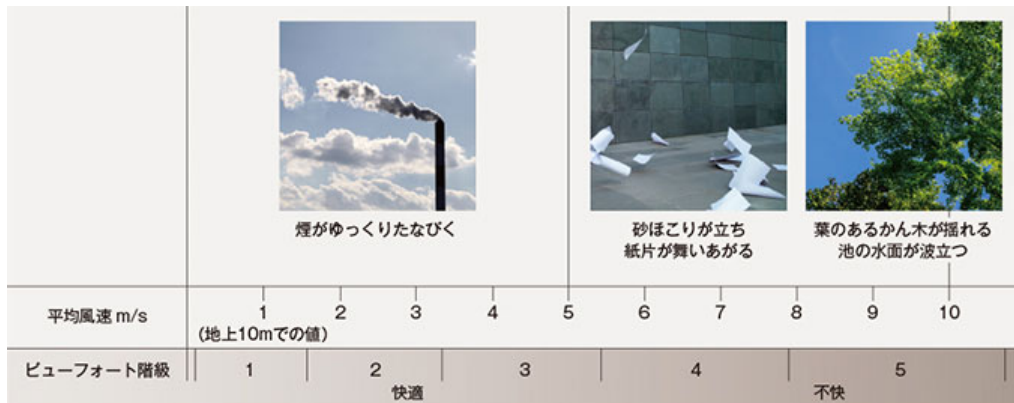 煙がゆっくりたなびく
砂ほこりが立ち
紙片が舞いあがる
葉のあるかん木が揺れる
池の水面が波立つ
平均風速 m/s 1 2 3 4 5 6 7 8 9 10
(地上10mでの値)
ビューフォート階級 1 2 3 4 5
快適 不快